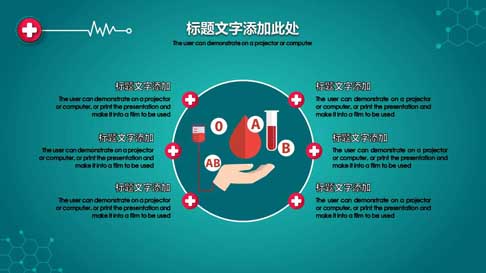 标题文字添加此处
The user can demonstrate on a projector or computer
标题文字添加
The user can demonstrate on a projector
or computer, or print the presentation and
make it into a film to be used
标题文字添加
The user can demonstrate on a projector
or computer, or print the presentation and
make it into a film to be used
标题文字添加
The user can demonstrate on a projector
or computer, or print the presentation and
make it into a film to be used
O
A
B
AB
标题文字添加
The user can demonstrate on a projector
or computer, or print the presentation and
make it into a film to be used
标题文字添加
The user can demonstrate on a projector
or computer, or print the presentation and
make it into a film to be used
标题文字添加
The user can demonstrate on a projector
or computer, or print the presentation and
make it into a film to be used